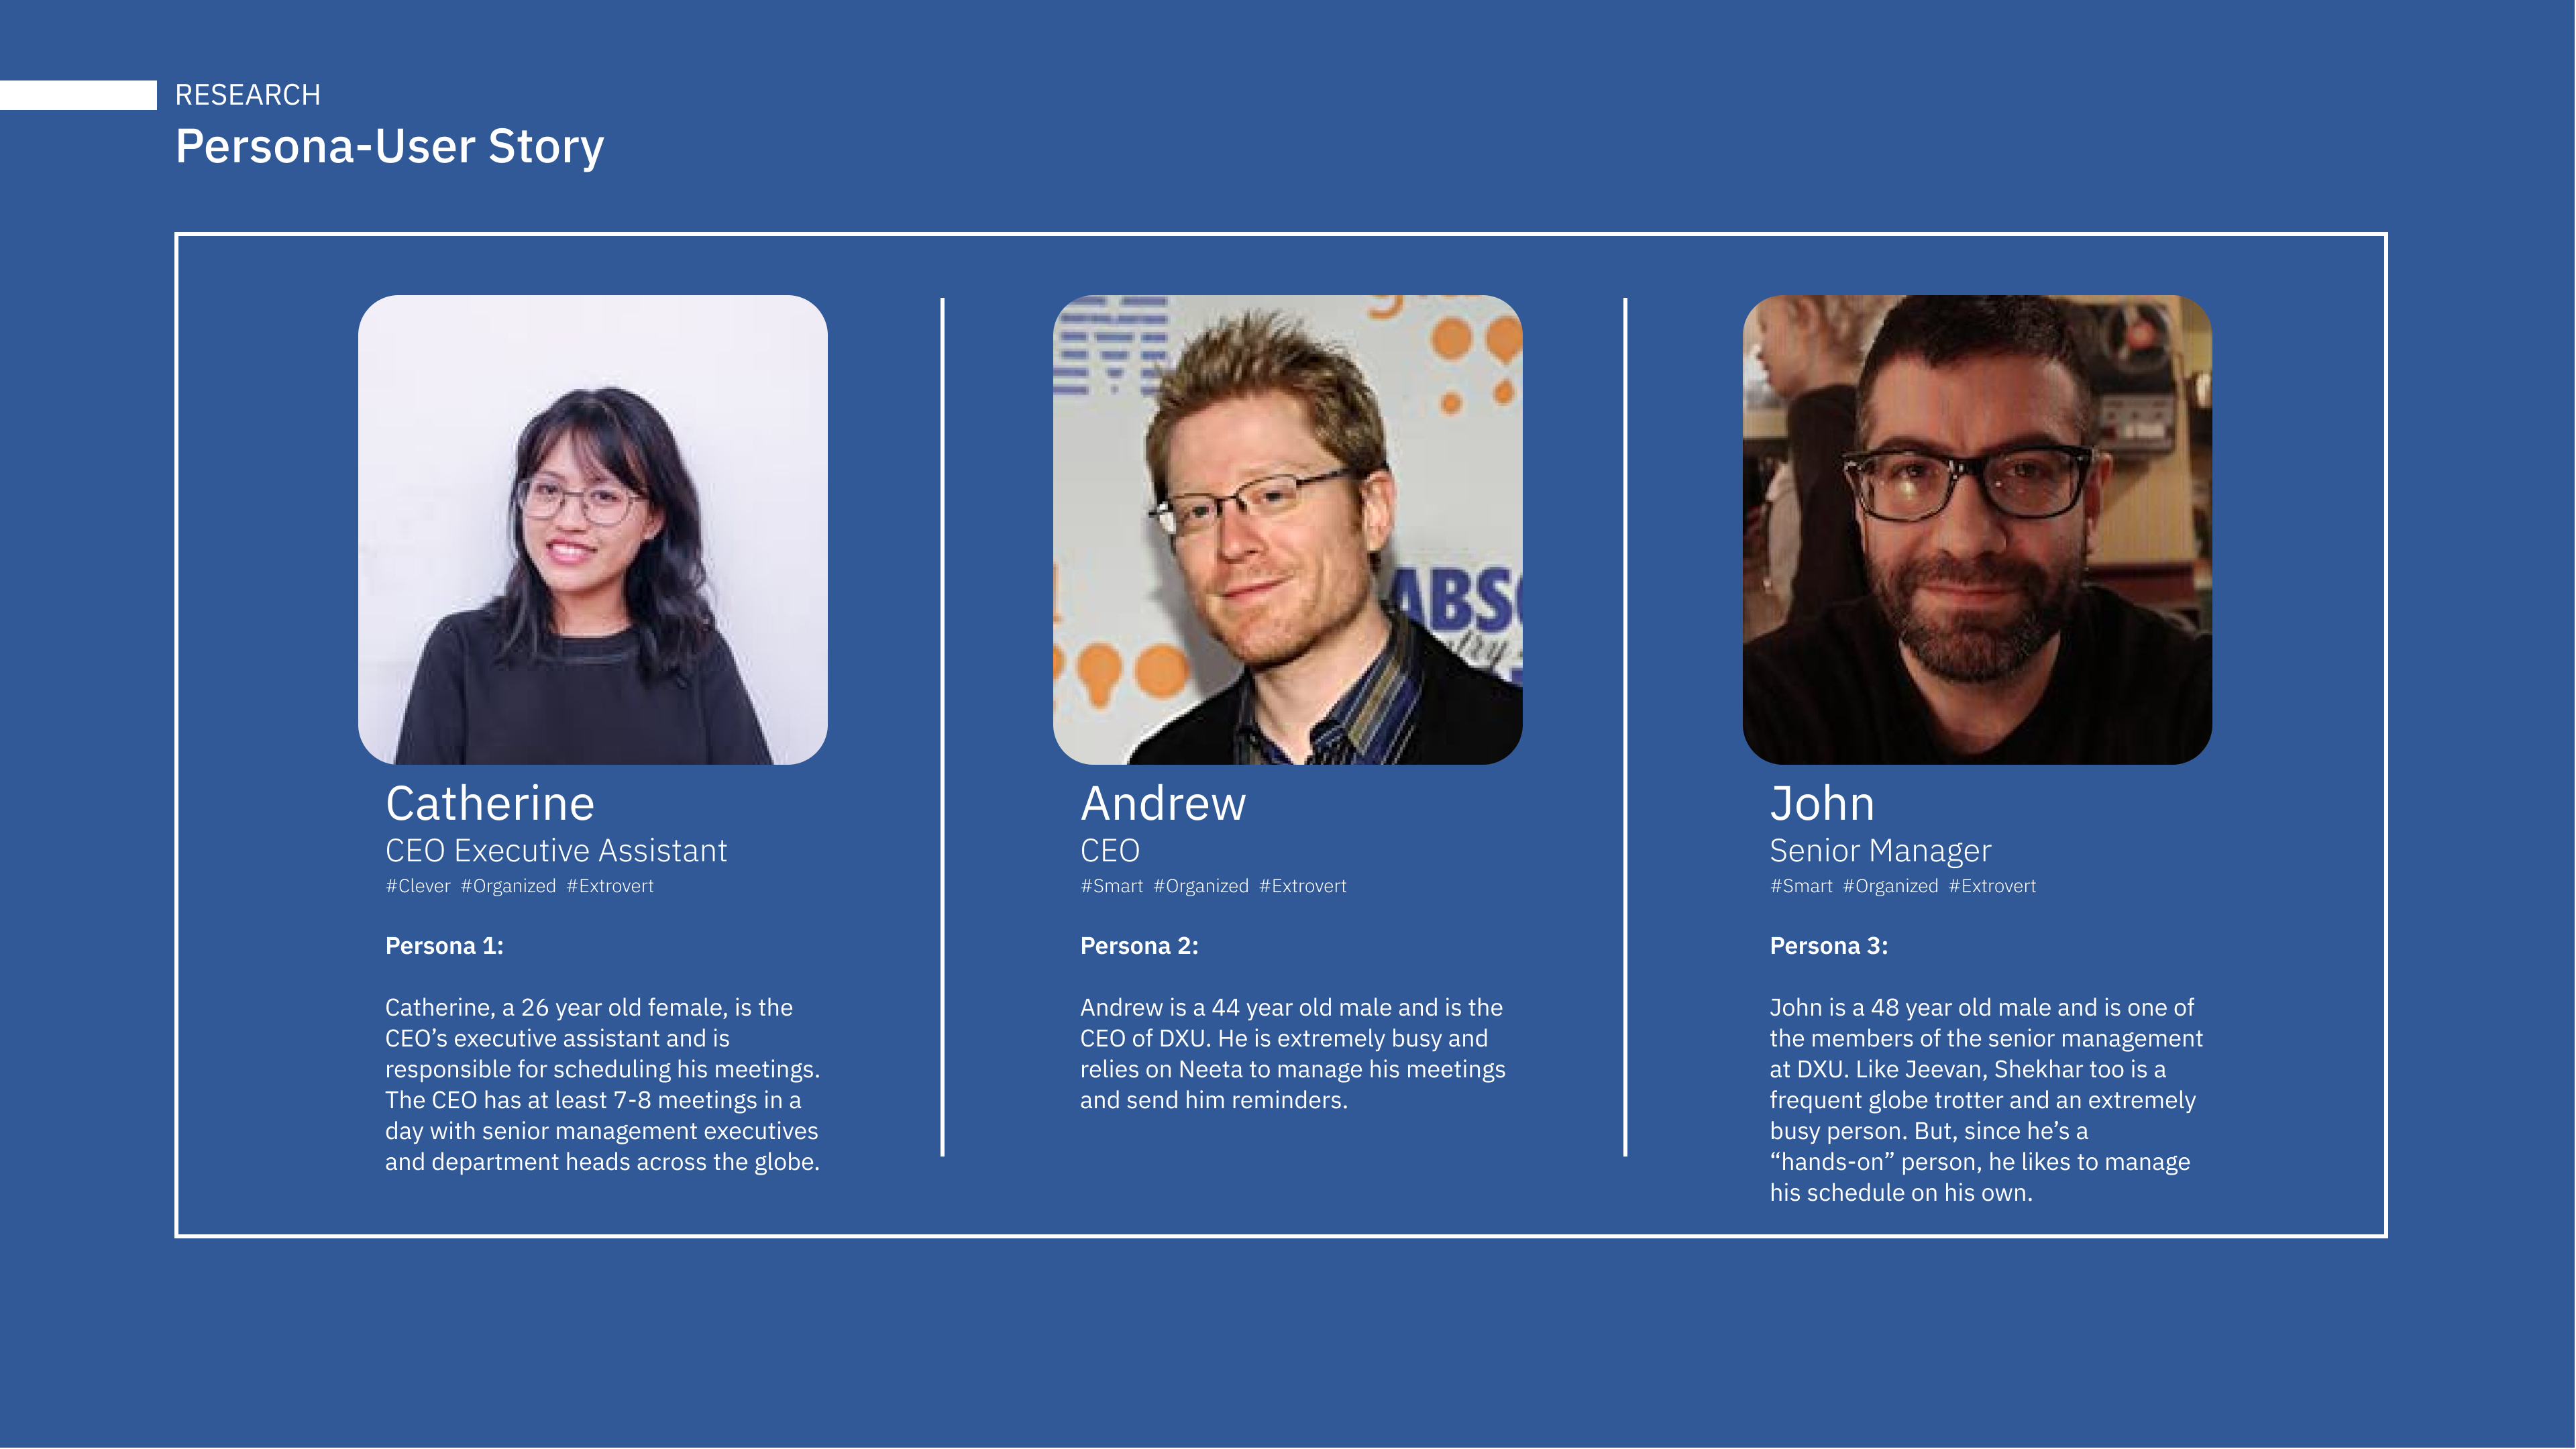 RESEARCH
Persona-User Story
ABS
Catherine
CEO Executive Assistant
#Clever #Organized #Extrovert
Persona 1:
Catherine, a 26 year old female, is the
CEO’s executive assistant and is
responsible for scheduling his meetings.
The CEO has at least 7-8 meetings in a
day with senior management executives
and department heads across the globe.
Andrew
CEO
#Smart #Organized #Extrovert
Persona 2:
Andrew is a 44 year old male and is the
CEO of DXU. He is extremely busy and
relies on Neeta to manage his meetings
and send him reminders.
John
Senior Manager
#Smart #Organized #Extrovert
Persona 3:
John is a 48 year old male and is one of
the members of the senior management
at DXU. Like Jeevan, Shekhar too is a
frequent globe trotter and an extremely
busy person. But, since he’s a
“hands-on” person, he likes to manage
his schedule on his own.